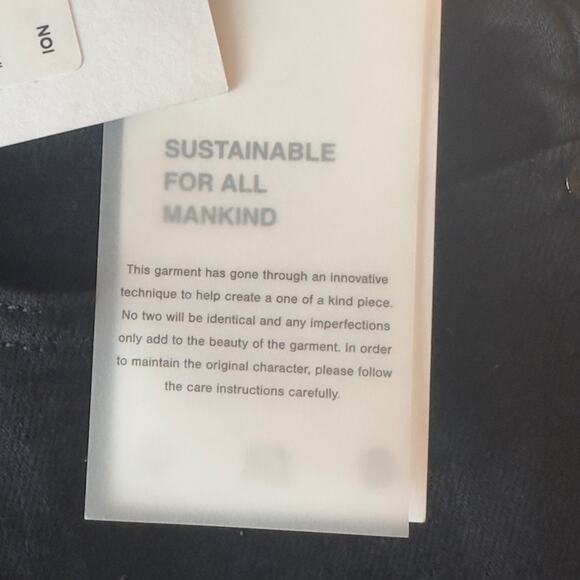 ION
SUSTAINABLE
FOR ALL
MANKIND
This garment has gone through an innovative
technique to help create a one of a kind piece.
No two will be identical and any imperfections
only add to the beauty of the garment. In order
to maintain the original character, please follow
the care instructions carefully.